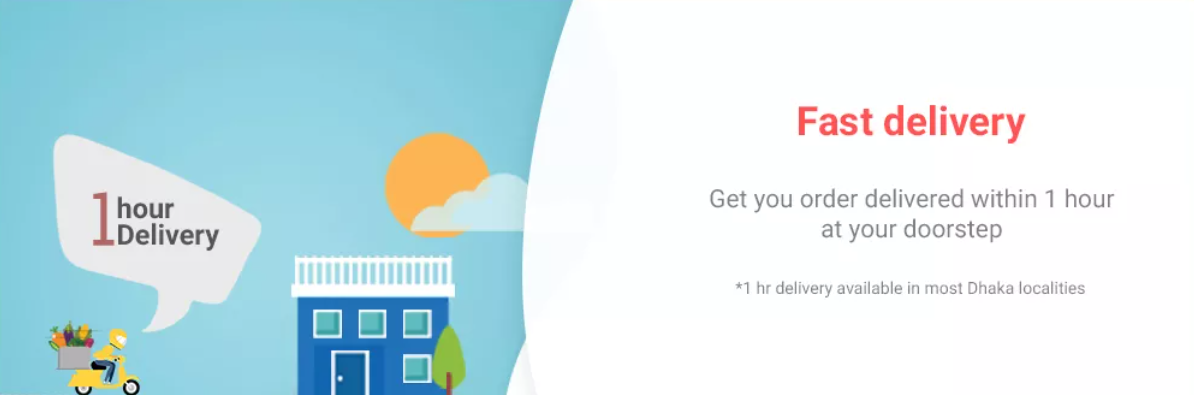 1 hour
Delivery
Fast delivery
Get you order delivered within 1 hour
at your doorstep
*1 hr delivery available in most Dhaka localities